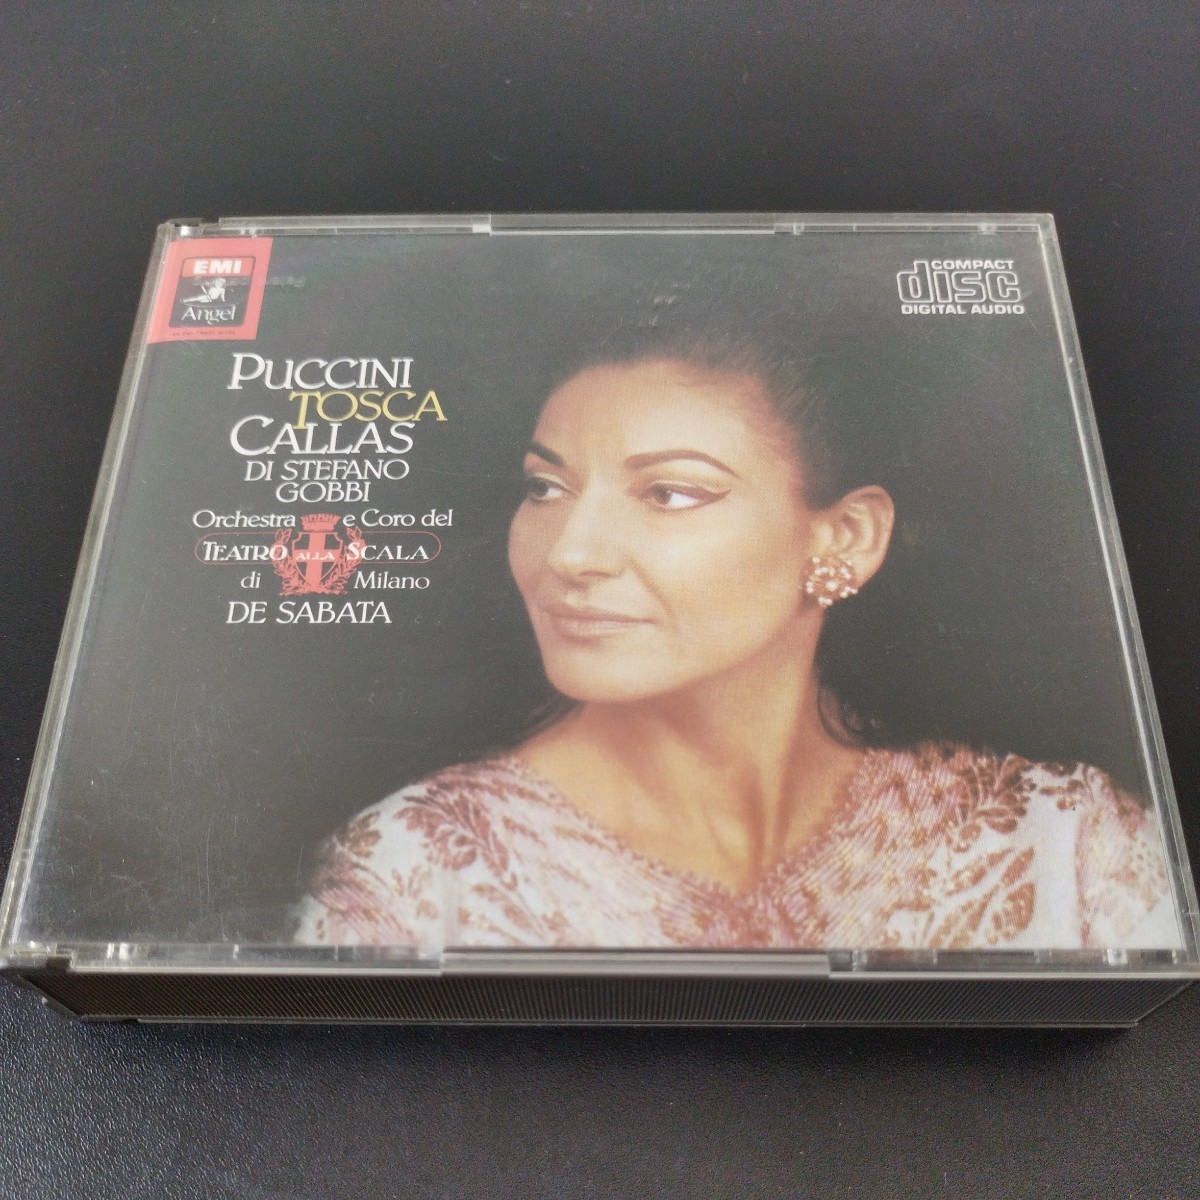 EMI
Angel
COMPACT
disc
DIGITAL AUDIO
PUCCINI
TOSCA
CALLAS
DI STEFANO
GOBBI
Orchestra e Coro del
TEATRO ALLA SCALA
di Milano
DE SABATA